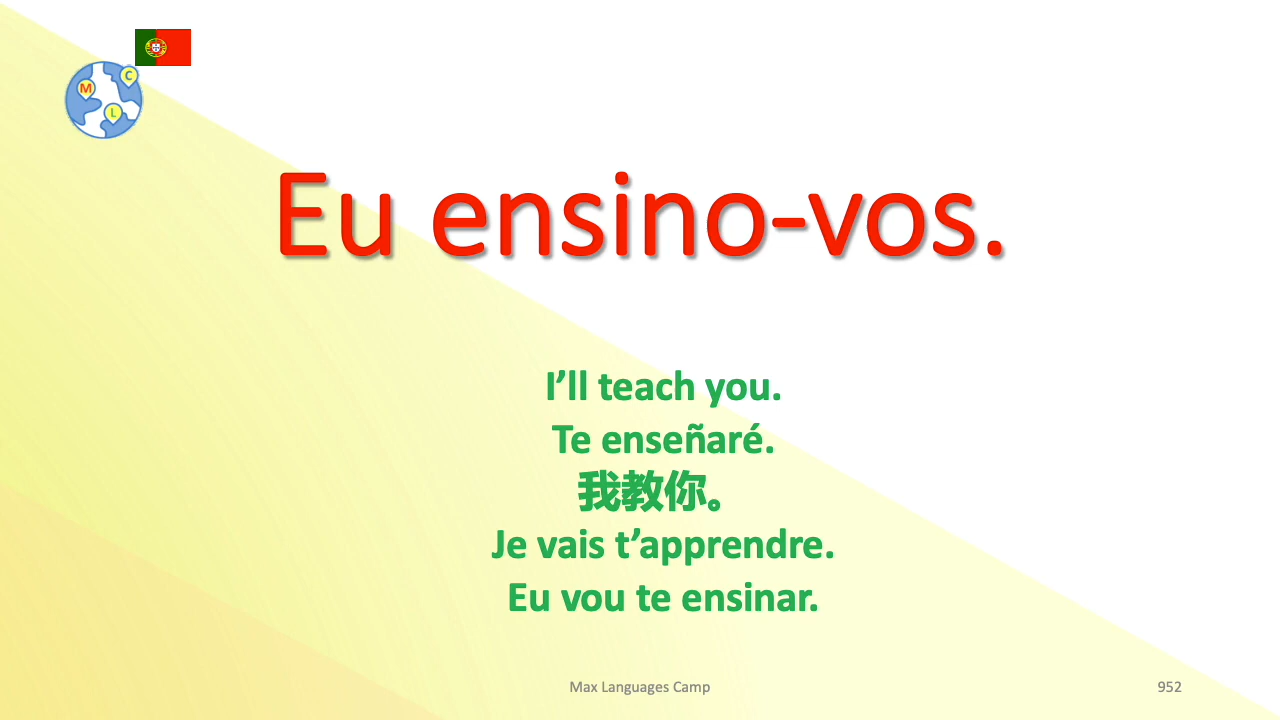 C
M
L
Eu ensino-vos.
I’ll teach you.
Te enseñaré.
我教你。
Je vais t’apprendre.
Eu vou te ensinar.
Max Languages Camp
952